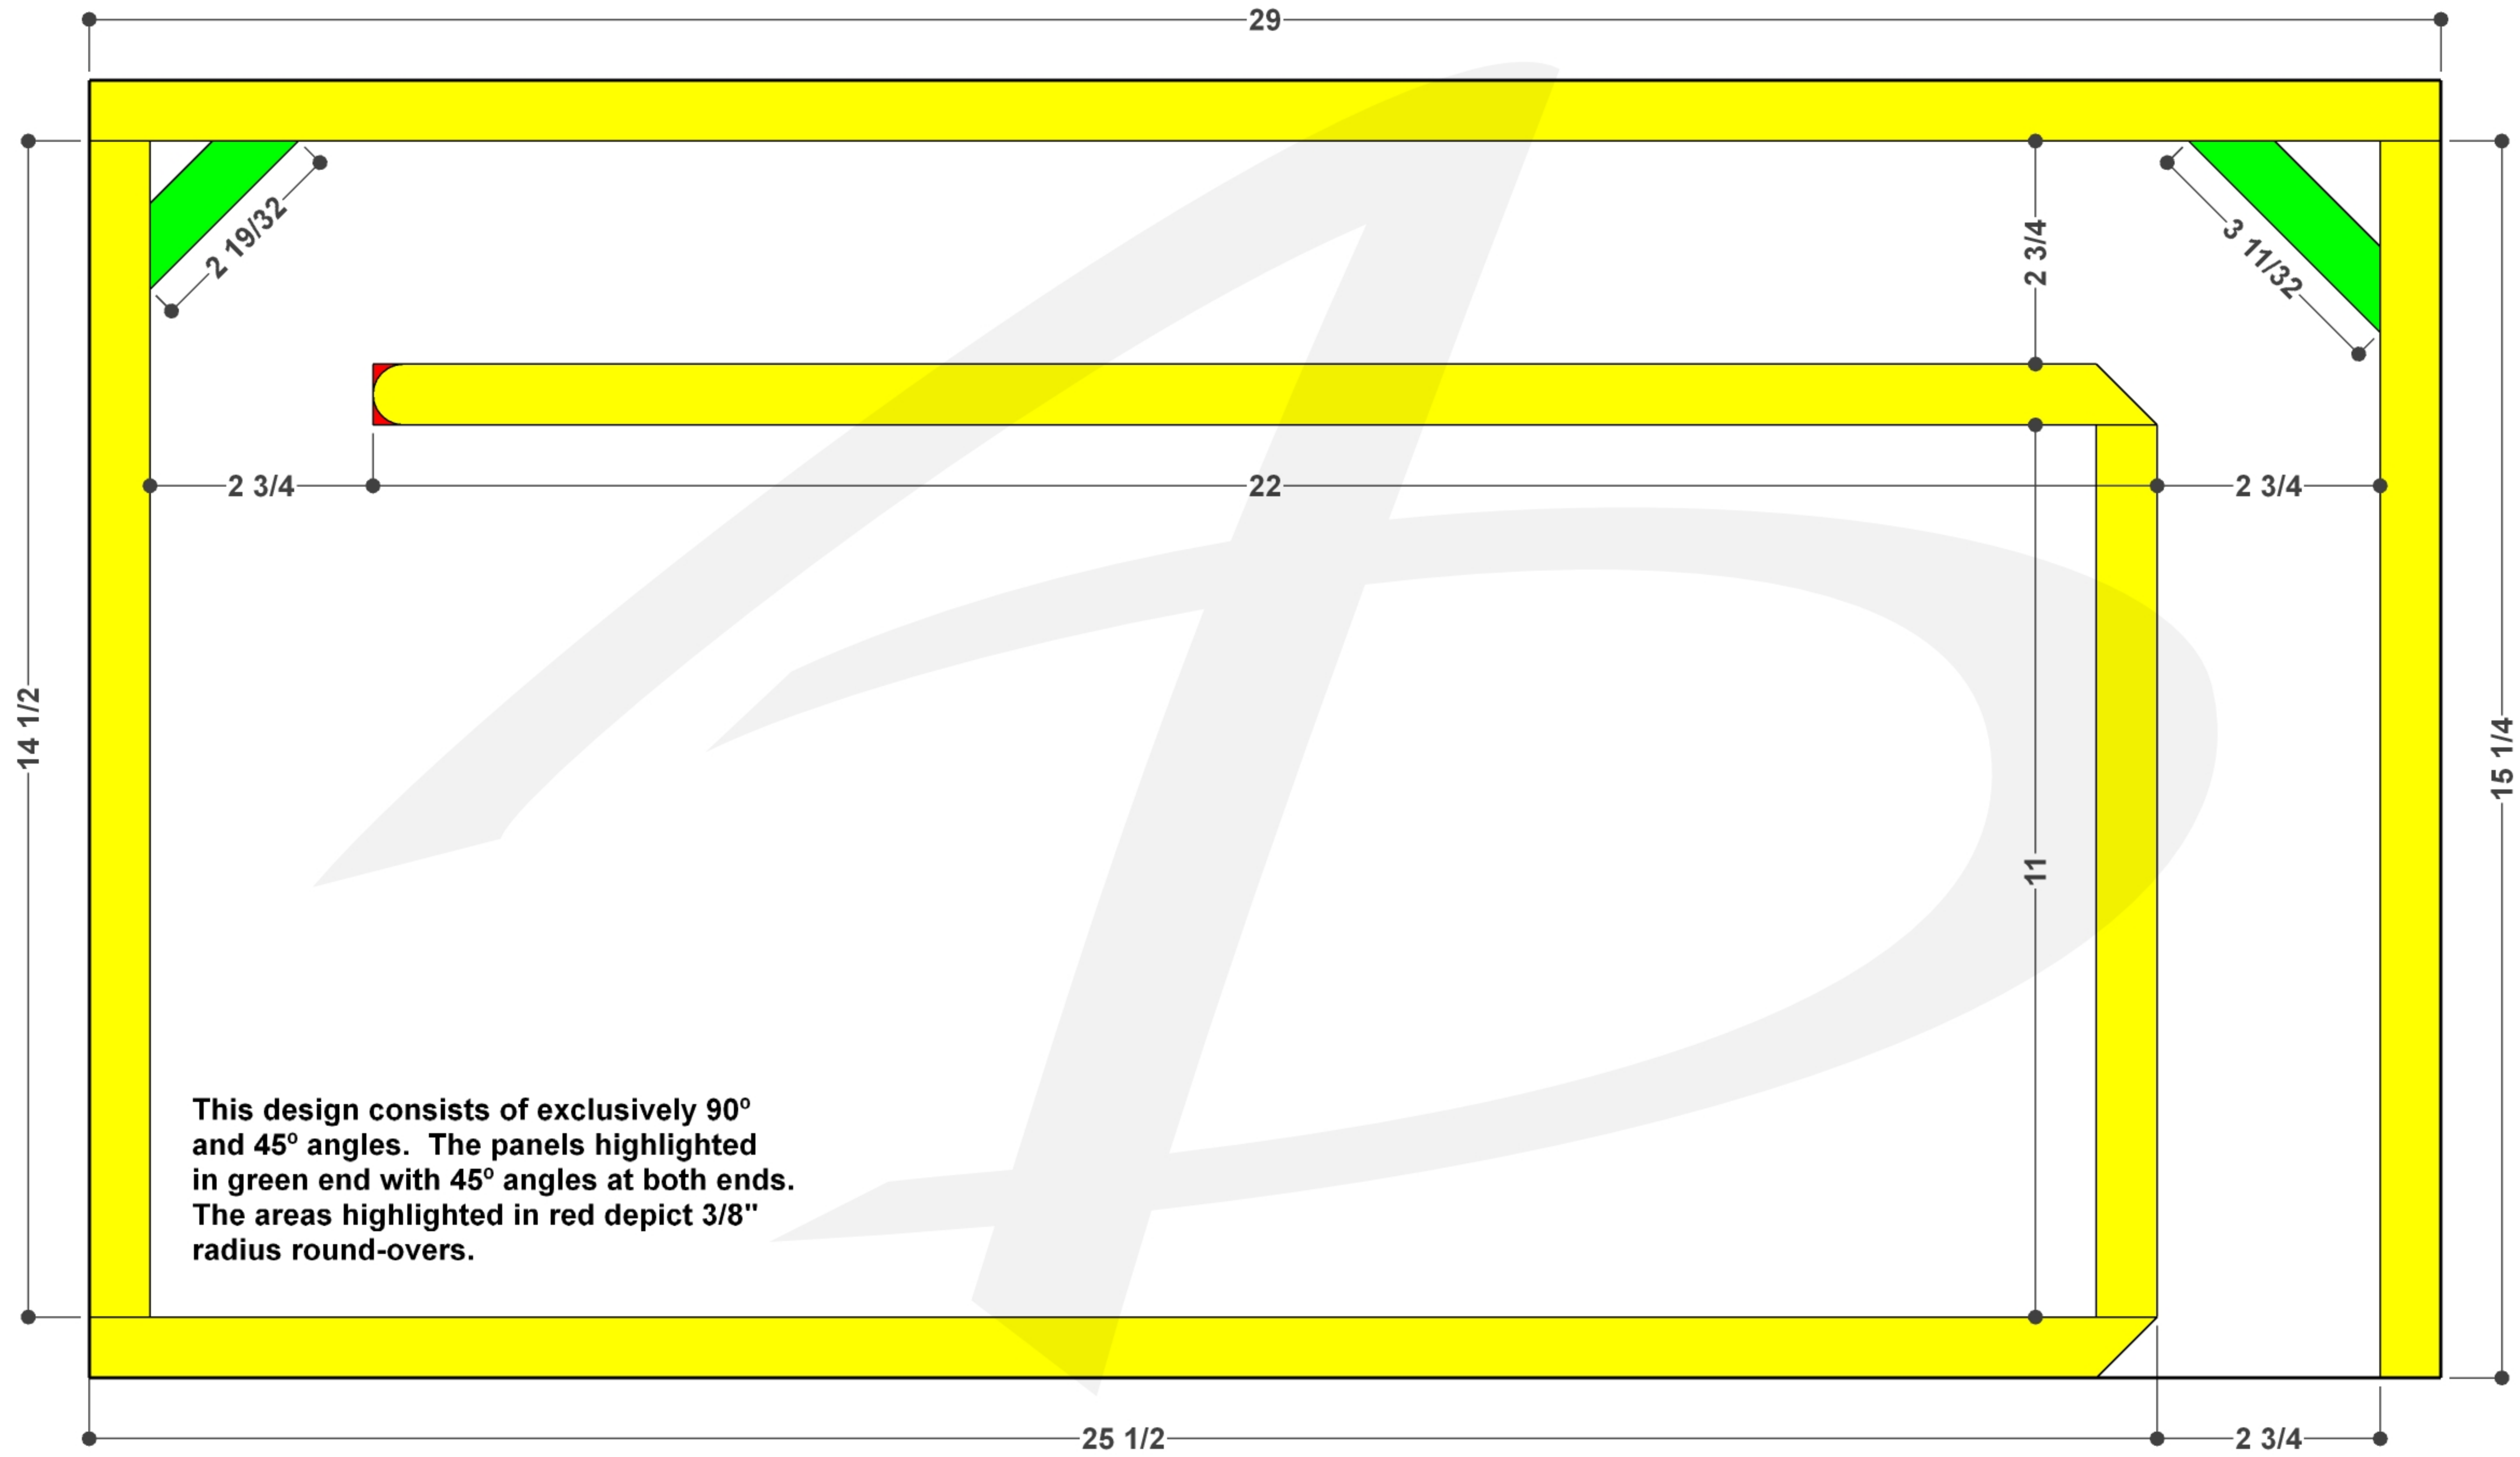 29
2 19/32
2 3/4
3 11/32
2 3/4
22
2 3/4
14 1/2
15 1/4
11
This design consists of exclusively 90º
and 45º angles.  The panels highlighted
in green end with 45º angles at both ends.
The areas highlighted in red depict 3/8"
radius round-overs.
25 1/2
2 3/4